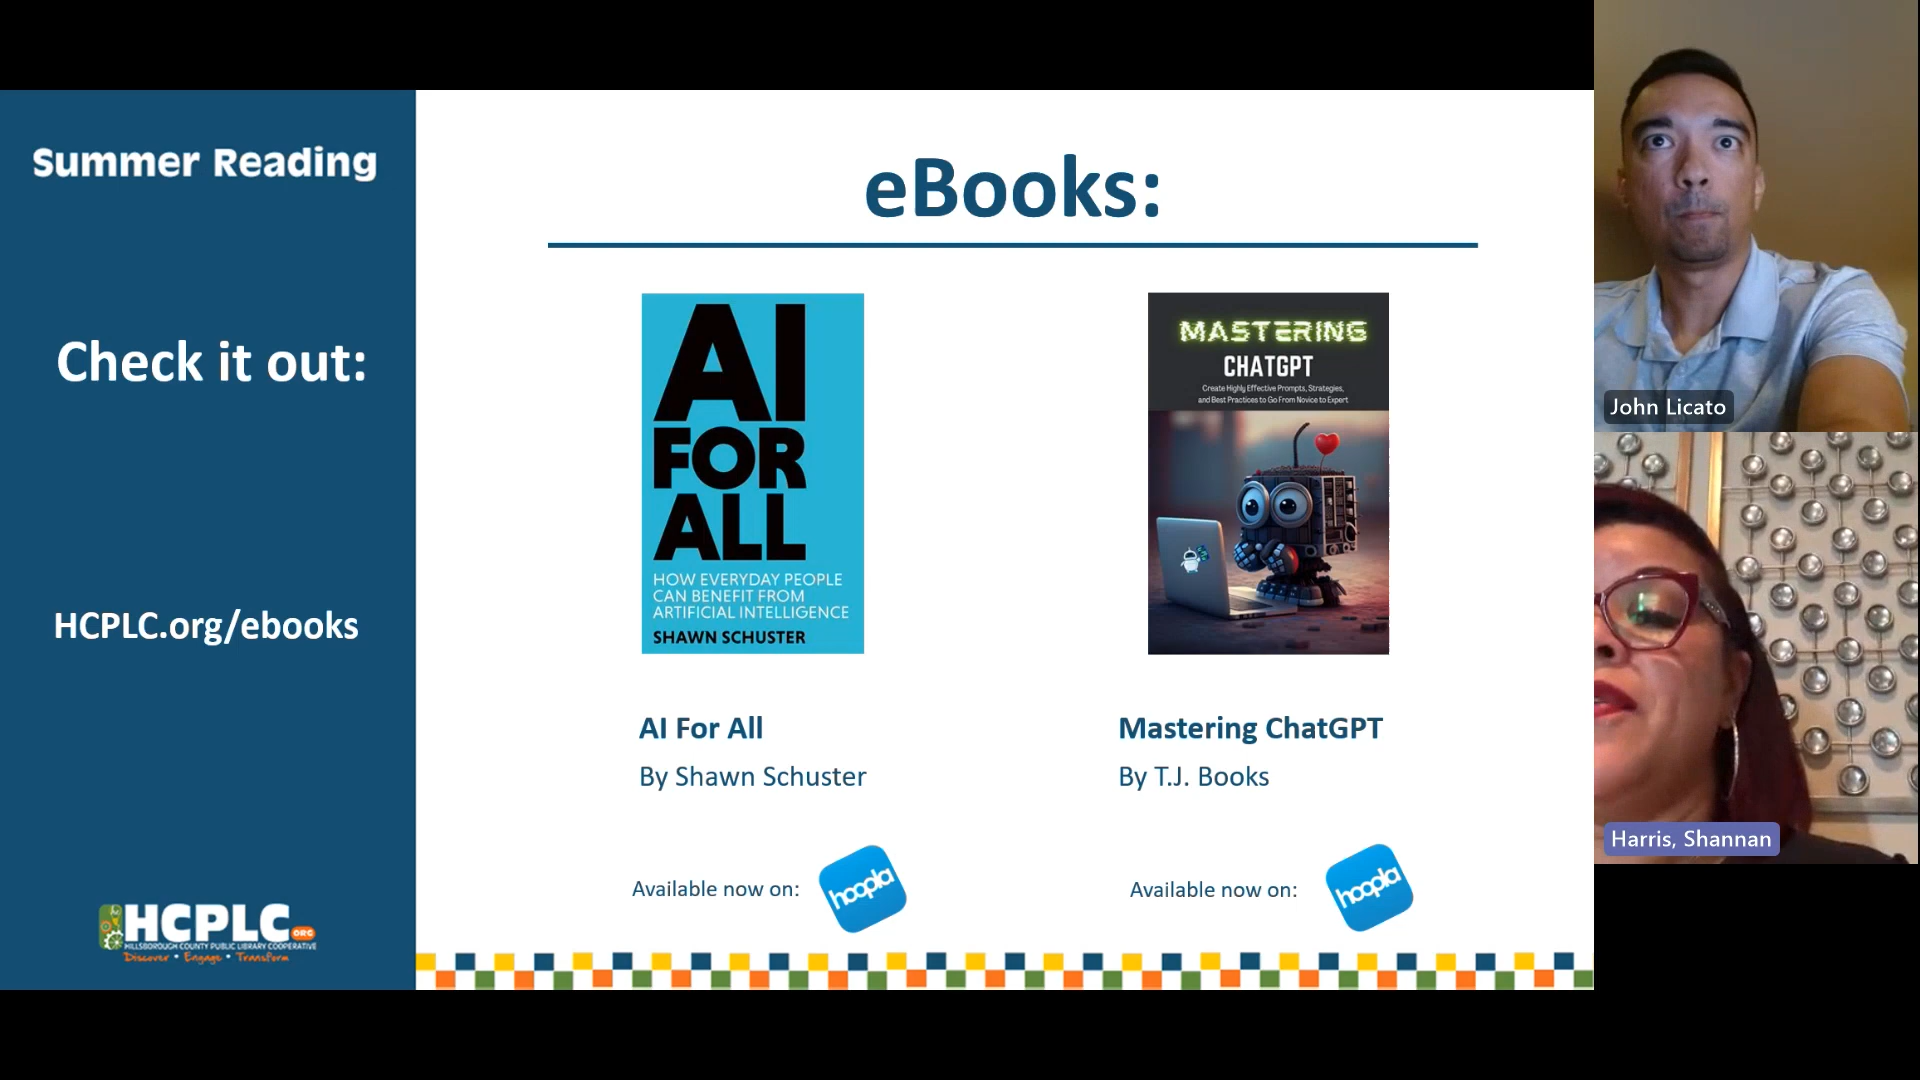 Summer Reading
Check it out:
HCPLC.org/ebooks
HCPLC.ORG
HILLSBOROUGH COUNTY PUBLIC LIBRARY COOPERATIVE
Discover • Engage • Transform
eBooks:
AI
FOR
ALL
HOW EVERYDAY PEOPLE
CAN BENEFIT FROM
ARTIFICIAL INTELLIGENCE
SHAWN SCHUSTER
AI For All
By Shawn Schuster
Available now on:
hoopla
MASTERING
CHATGPT
Create Highly Effective Prompts, Strategies,
and Best Practices to Go From Novice to Expert
Mastering ChatGPT
By T.J. Books
Available now on:
hoopla
John Licato
Harris, Shannan